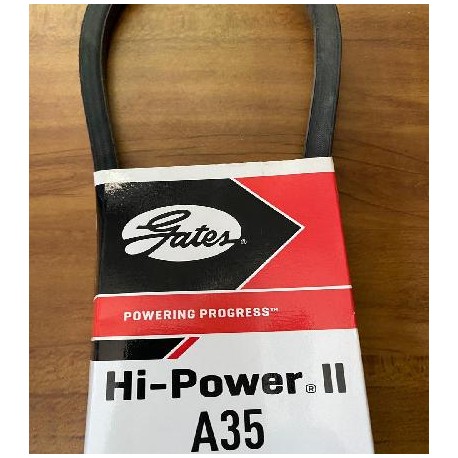 Gates®
POWERING PROGRESS™
Hi-Power® II
A35